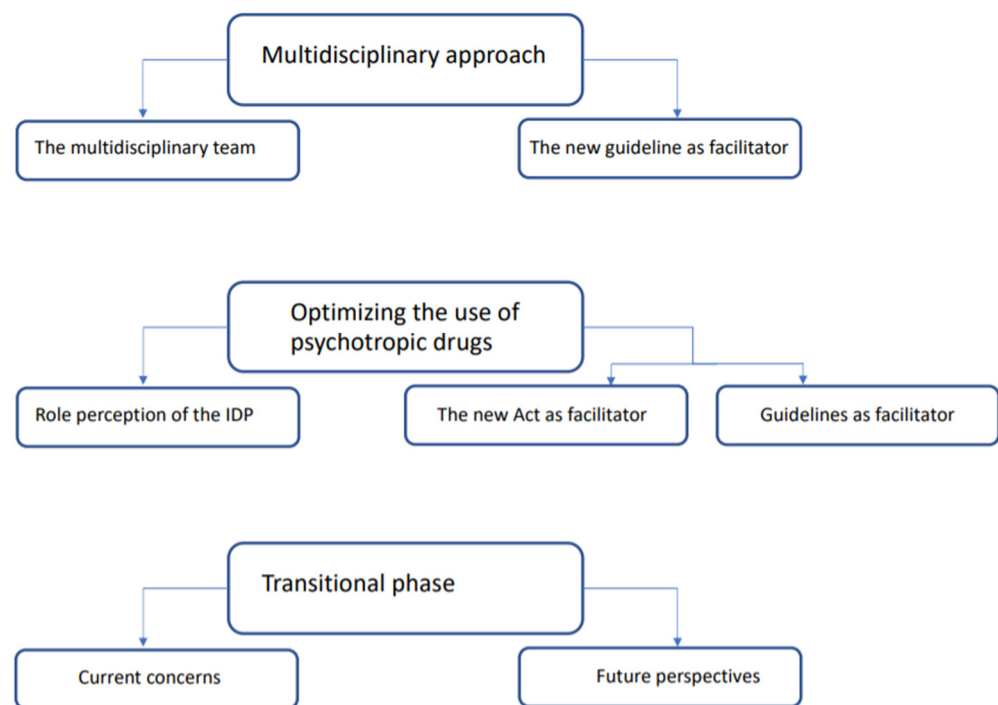 Multidisciplinary approach
The multidisciplinary team
The new guideline as facilitator
Optimizing the use of
psychotropic drugs
Role perception of the IDP
The new Act as facilitator
Guidelines as facilitator
Transitional phase
Current concerns
Future perspectives